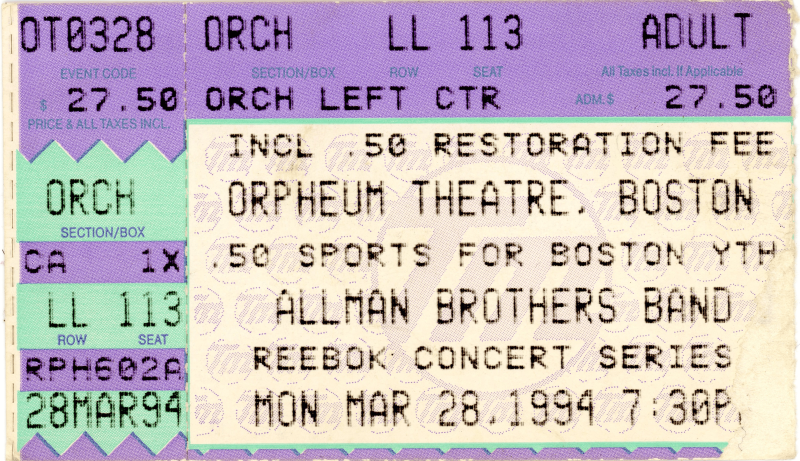 OT0328 ORCH LL 113 ADULT
EVENT CODE SECTION/BOX ROW SEAT All Taxes Incl. If Applicable
$ 27.50 ORCH LEFT CTR ADM. $ 27.50
PRICE & ALL TAXES INCL.
INCL .50 RESTORATION FEE
ORCH ORPHEUM THEATRE. BOSTON
SECTION/BOX
CA 1X .50 SPORTS FOR BOSTON YTH
LL 113 ALLMAN BROTHERS BAND
ROW SEAT
RPH602A REEBOK CONCERT SERIES
28MAR94 MON MAR 28,1994 7:30P